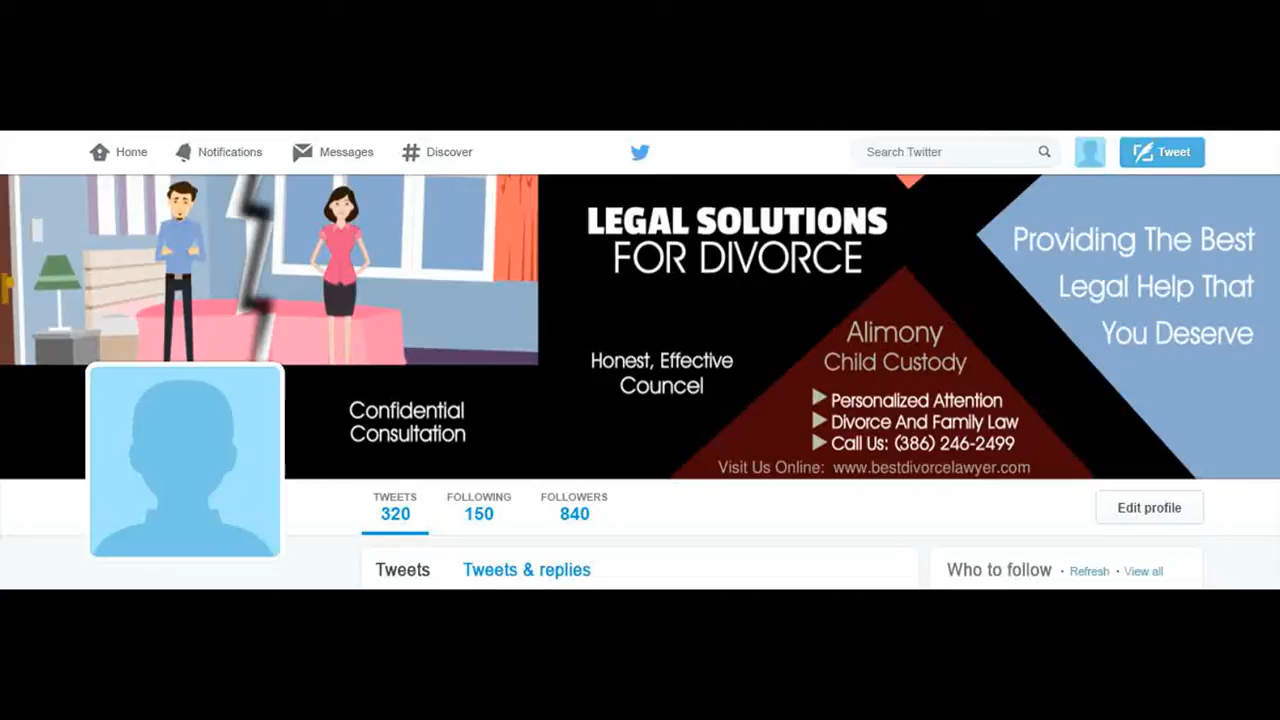 Home Notifications Messages Discover Search Twitter Tweet
LEGAL SOLUTIONS
FOR DIVORCE
Providing The Best
Legal Help That
You Deserve
Honest, Effective
Councel
Confidential
Consultation
Alimony
Child Custody
Personalized Attention
Divorce And Family Law
Call Us: (386) 246-2499
Visit Us Online: www.bestdivorcelawyer.com
TWEETS FOLLOWING FOLLOWERS
320 150 840
Edit profile
Tweets Tweets & replies
Who to follow · Refresh · View all